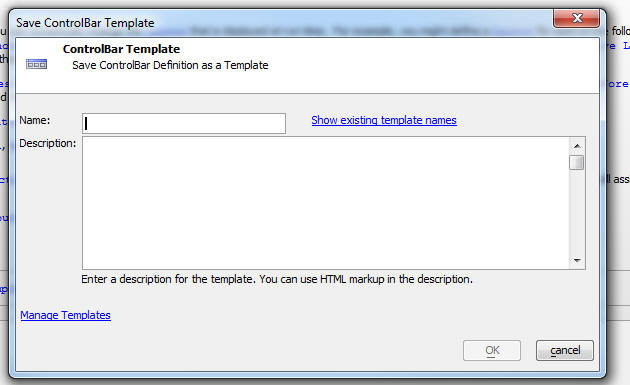 Save ControlBar Template
ControlBar Template
Save ControlBar Definition as a Template
Name:
Show existing template names
Description:
Enter a description for the template. You can use HTML markup in the description.
Manage Templates
OK
cancel